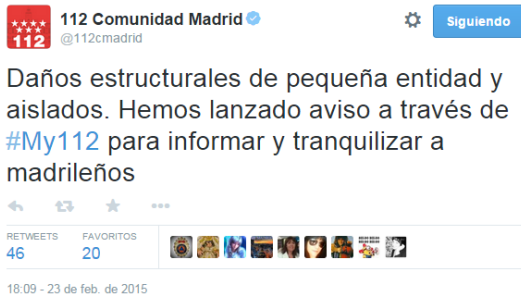 112 Comunidad Madrid
@112cmadrid
Siguiendo
112
Daños estructurales de pequeña entidad y
aislados. Hemos lanzado aviso a través de
#My112 para informar y tranquilizar a
madrileños
RETWEETS
46
FAVORITOS
20
18:09 - 23 de feb. de 2015